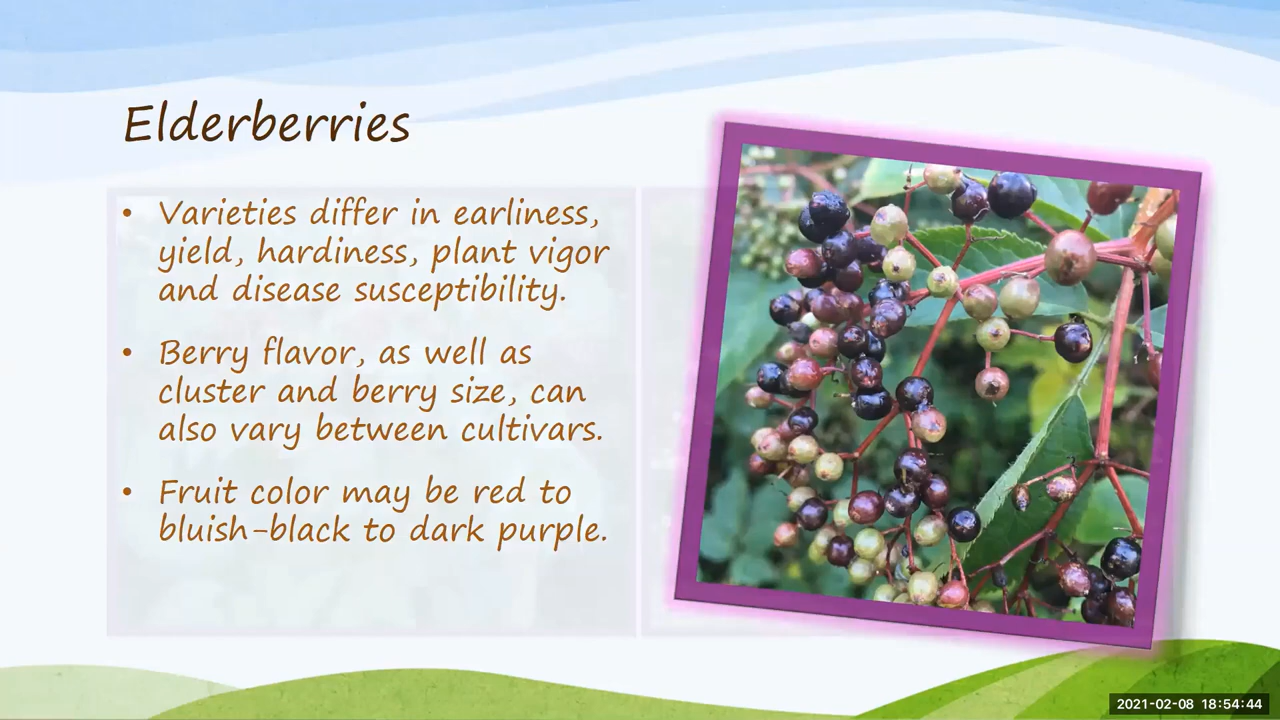 Elderberries
• Varieties differ in earliness,
yield, hardiness, plant vigor
and disease susceptibility.
• Berry flavor, as well as
cluster and berry size, can
also vary between cultivars.
• Fruit color may be red to
bluish-black to dark purple.
2021-02-08 18:54:44